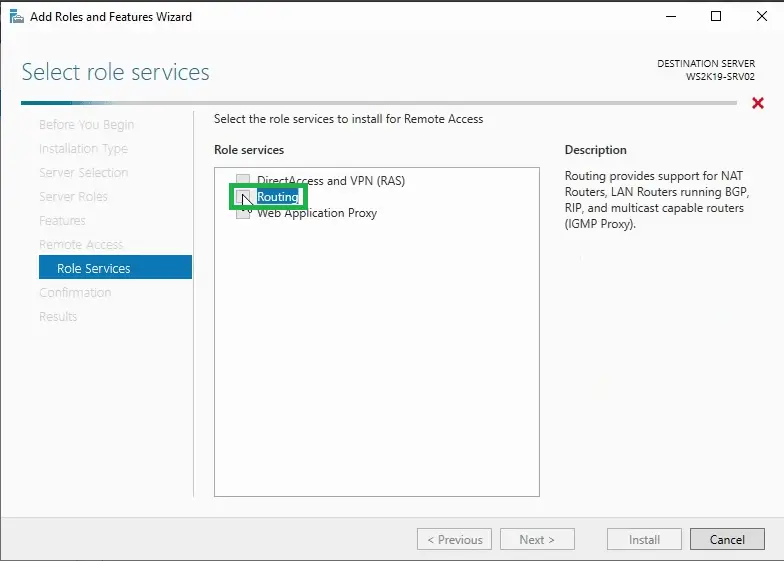 Add Roles and Features Wizard
Select role services
DESTINATION SERVER
WS2K19-SRV02
Before You Begin
Installation Type
Server Selection
Server Roles
Features
Remote Access
Role Services
Confirmation
Results
Select the role services to install for Remote Access
Role services
DirectAccess and VPN (RAS)
Routing
Web Application Proxy
Description
Routing provides support for NAT
Routers, LAN Routers running BGP,
RIP, and multicast capable routers
(IGMP Proxy).
< Previous
Next >
Install
Cancel